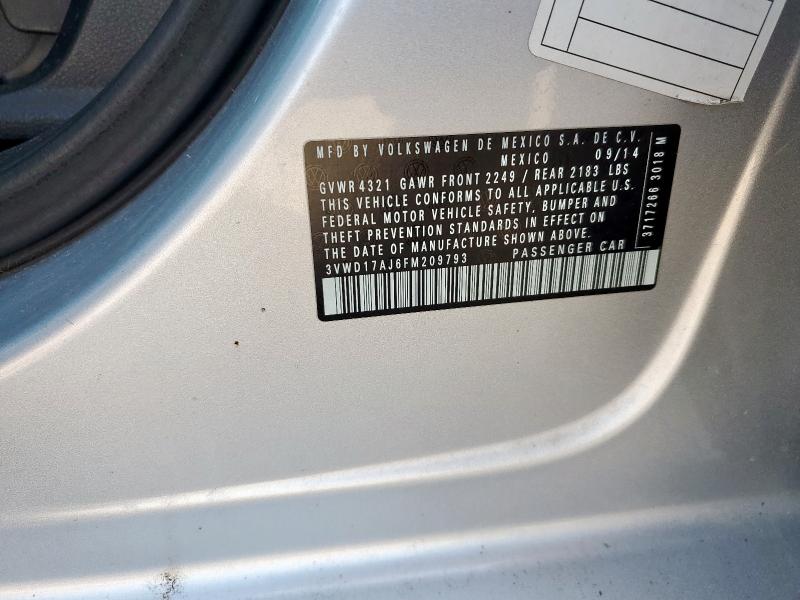 MFD BY VOLKSWAGEN DE MEXICO S.A. DE C.V.
MEXICO 09/14
GVWR 4321 GAWR FRONT 2249 / REAR 2183 LBS
THIS VEHICLE CONFORMS TO ALL APPLICABLE U.S.
FEDERAL MOTOR VEHICLE SAFETY, BUMPER AND
THEFT PREVENTION STANDARDS IN EFFECT ON
THE DATE OF MANUFACTURE SHOWN ABOVE.
3VWD17AJ6FM209793 PASSENGER CAR
3717266 3018 M